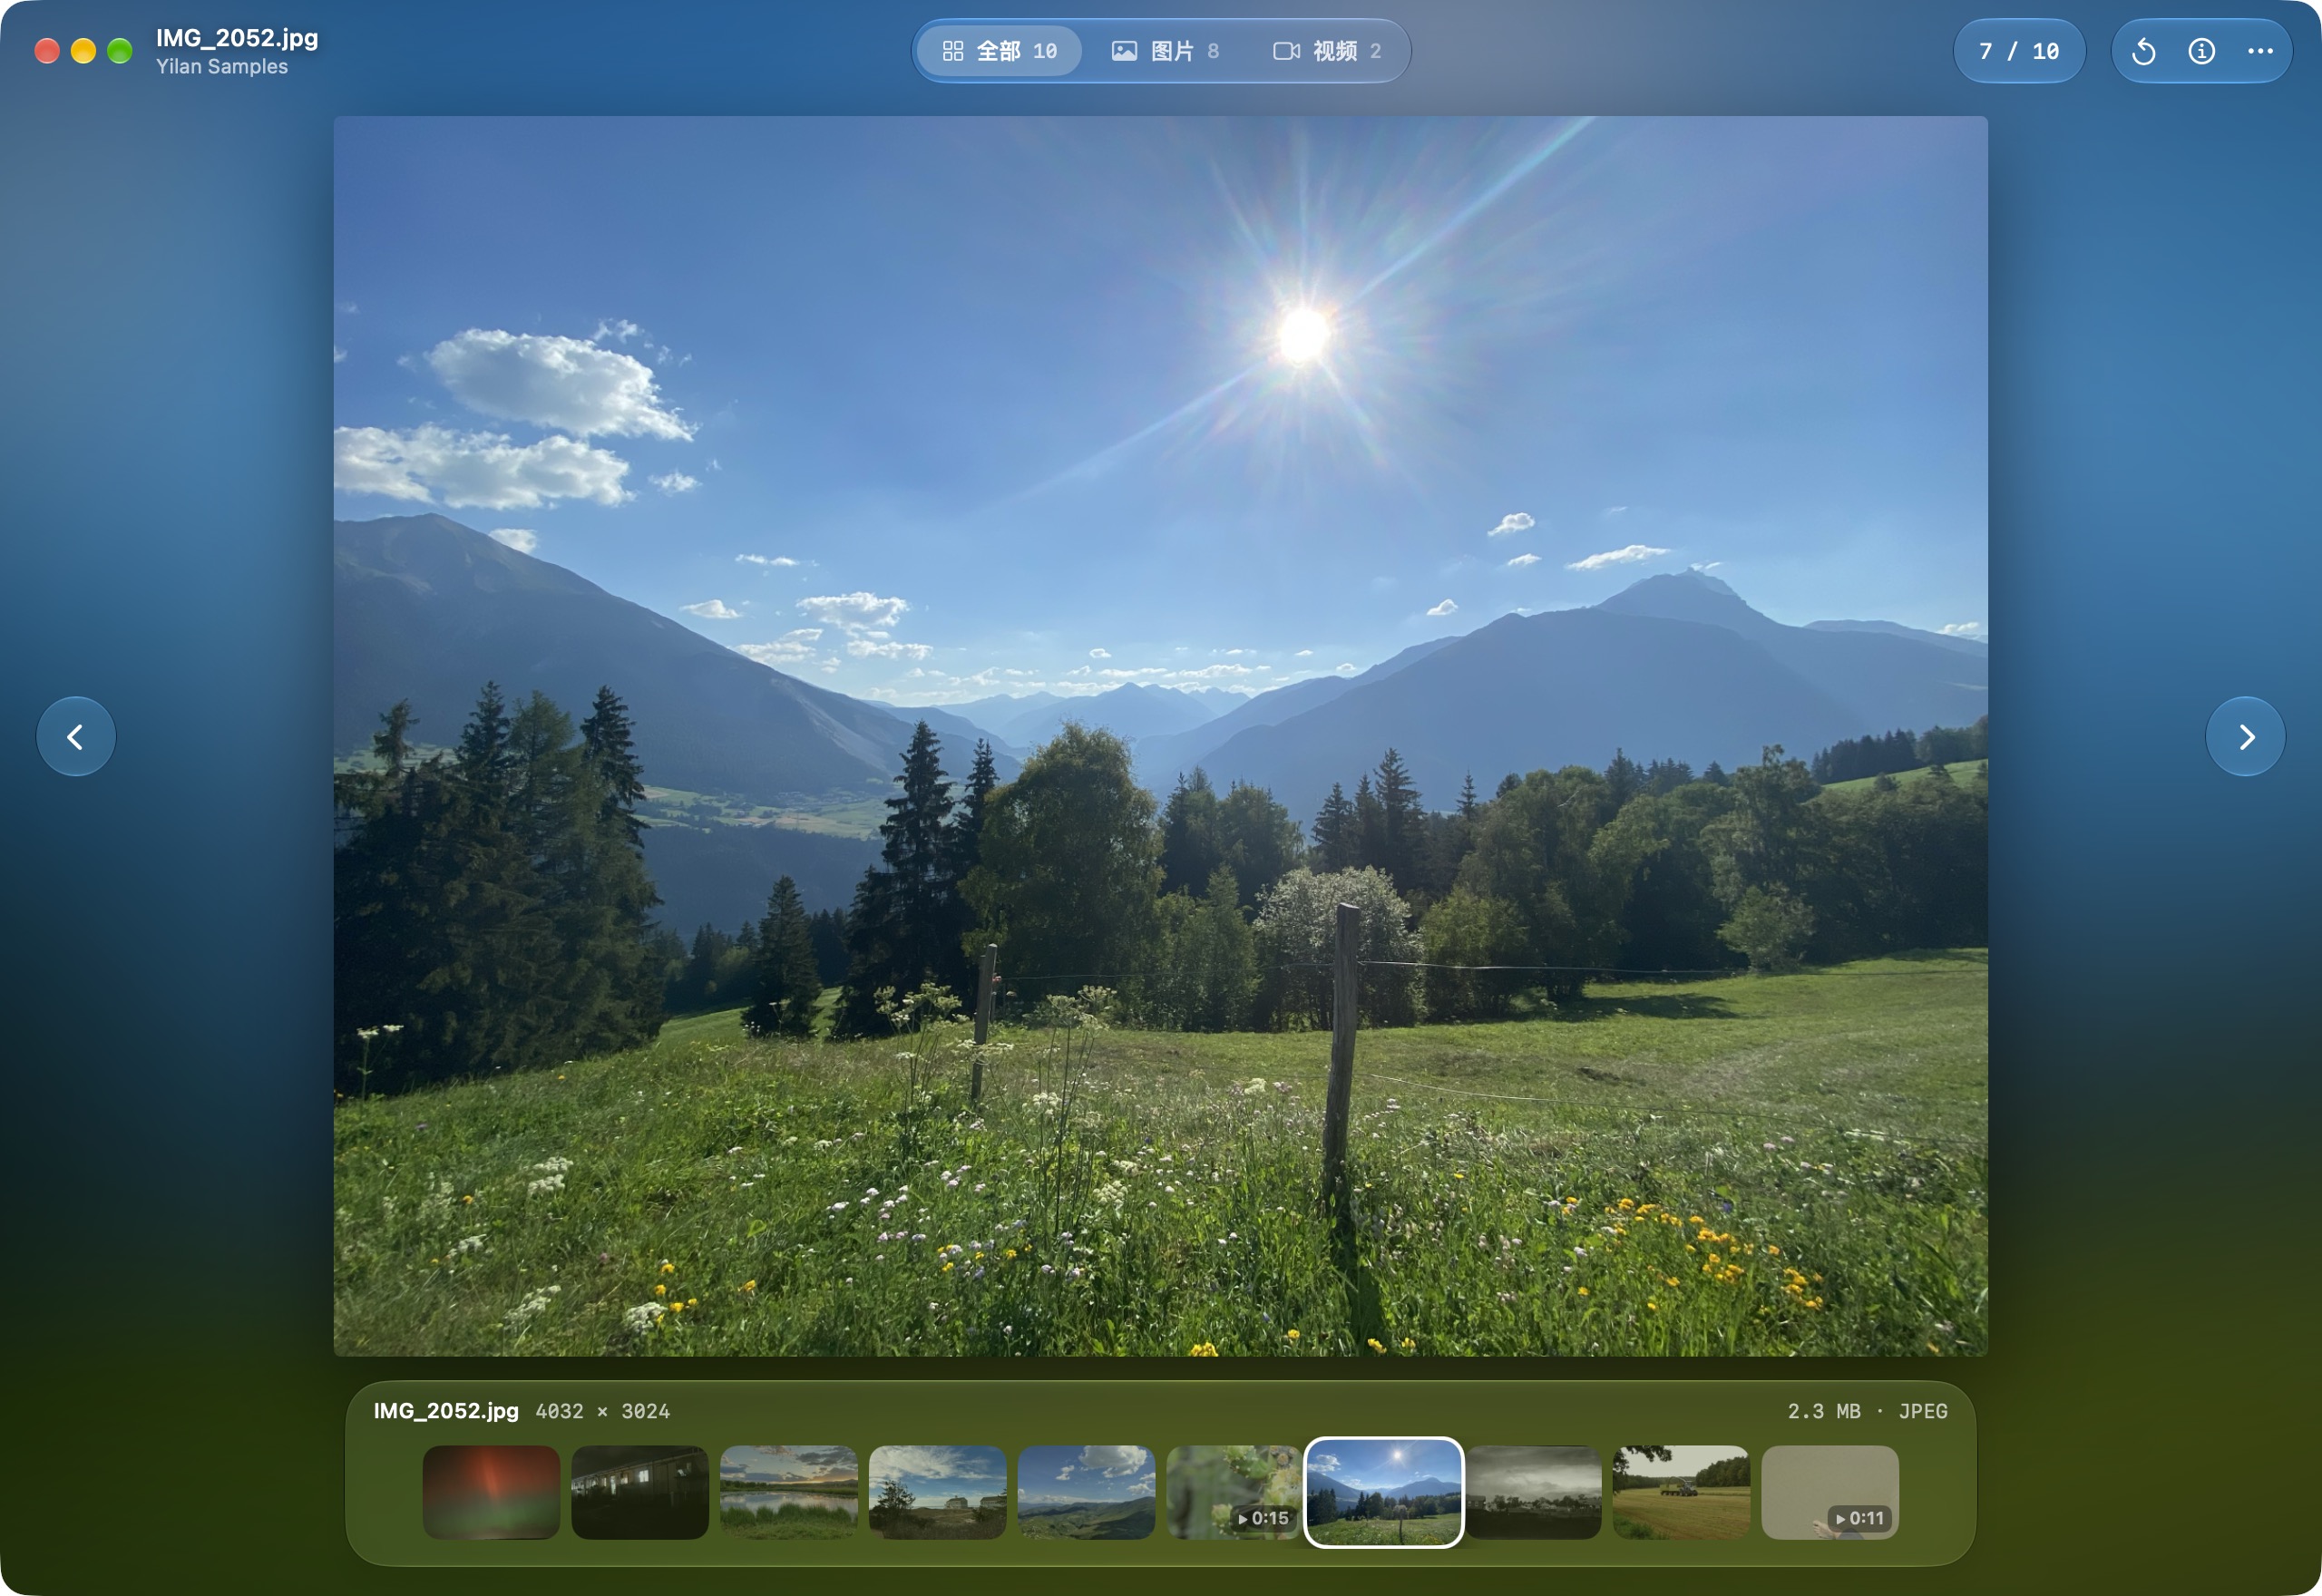 IMG_2052.jpg
Yilan Samples
全部 10 图片 8 视频 2
7 / 10
IMG_2052.jpg 4032 × 3024
2.3 MB · JPEG
0:15
0:11